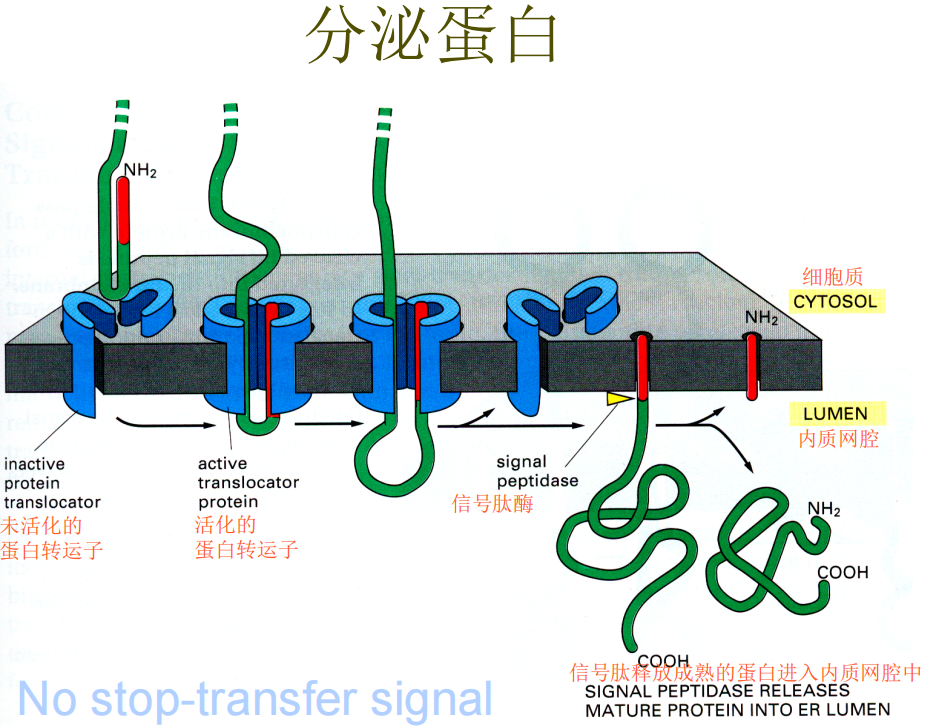 分泌蛋白
NH₂
细胞质
CYTOSOL
NH₂
LUMEN
内质网腔
inactive
protein
translocator
未活化的
蛋白转运子
active
translocator
protein
活化的
蛋白转运子
signal
peptidase
信号肽酶
NH₂
COOH
COOH
信号肽释放成熟的蛋白进入内质网腔中
SIGNAL PEPTIDASE RELEASES
MATURE PROTEIN INTO ER LUMEN
No stop-transfer signal